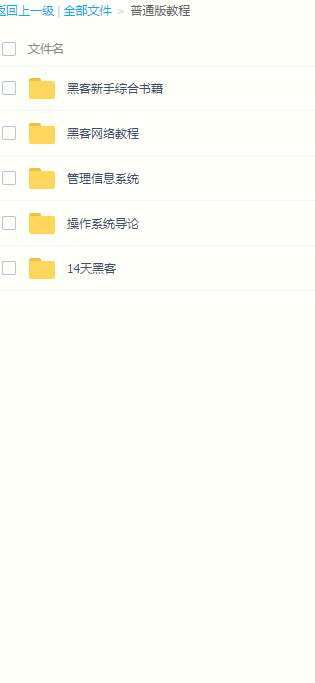 返回上一级 | 全部文件 > 普通版教程
文件名
黑客新手综合书藉
黑客网络教程
管理信息系统
操作系统导论
14天黑客